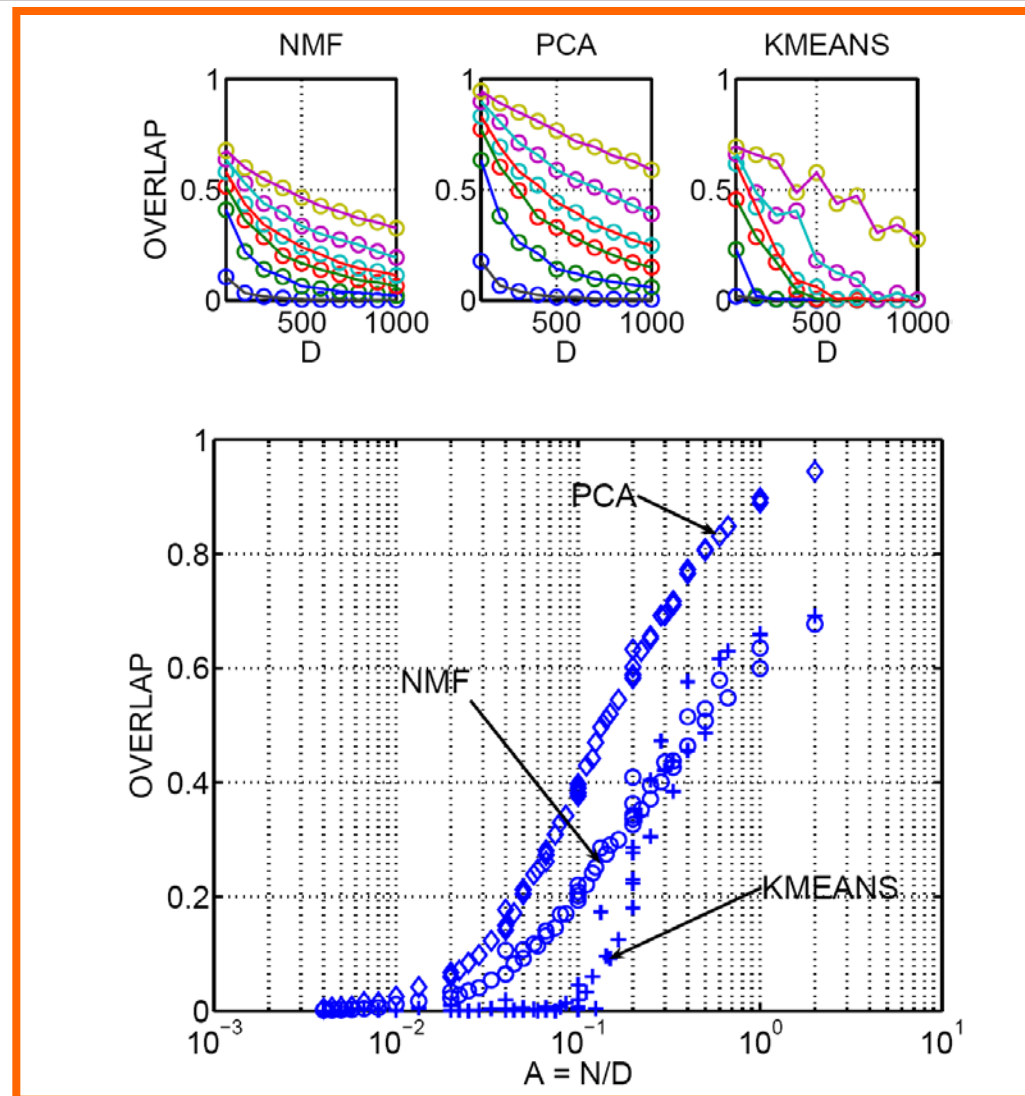 NMF PCA KMEANS
OVERLAP
1 1 1
0.5 0.5 0.5
0 0 0
500 1000 500 1000 500 1000
D D D
OVERLAP
1
0.8
0.6
0.4
0.2
0
PCA
NMF
KMEANS
10^-3 10^-2 10^-1 10^0 10^1
A = N/D